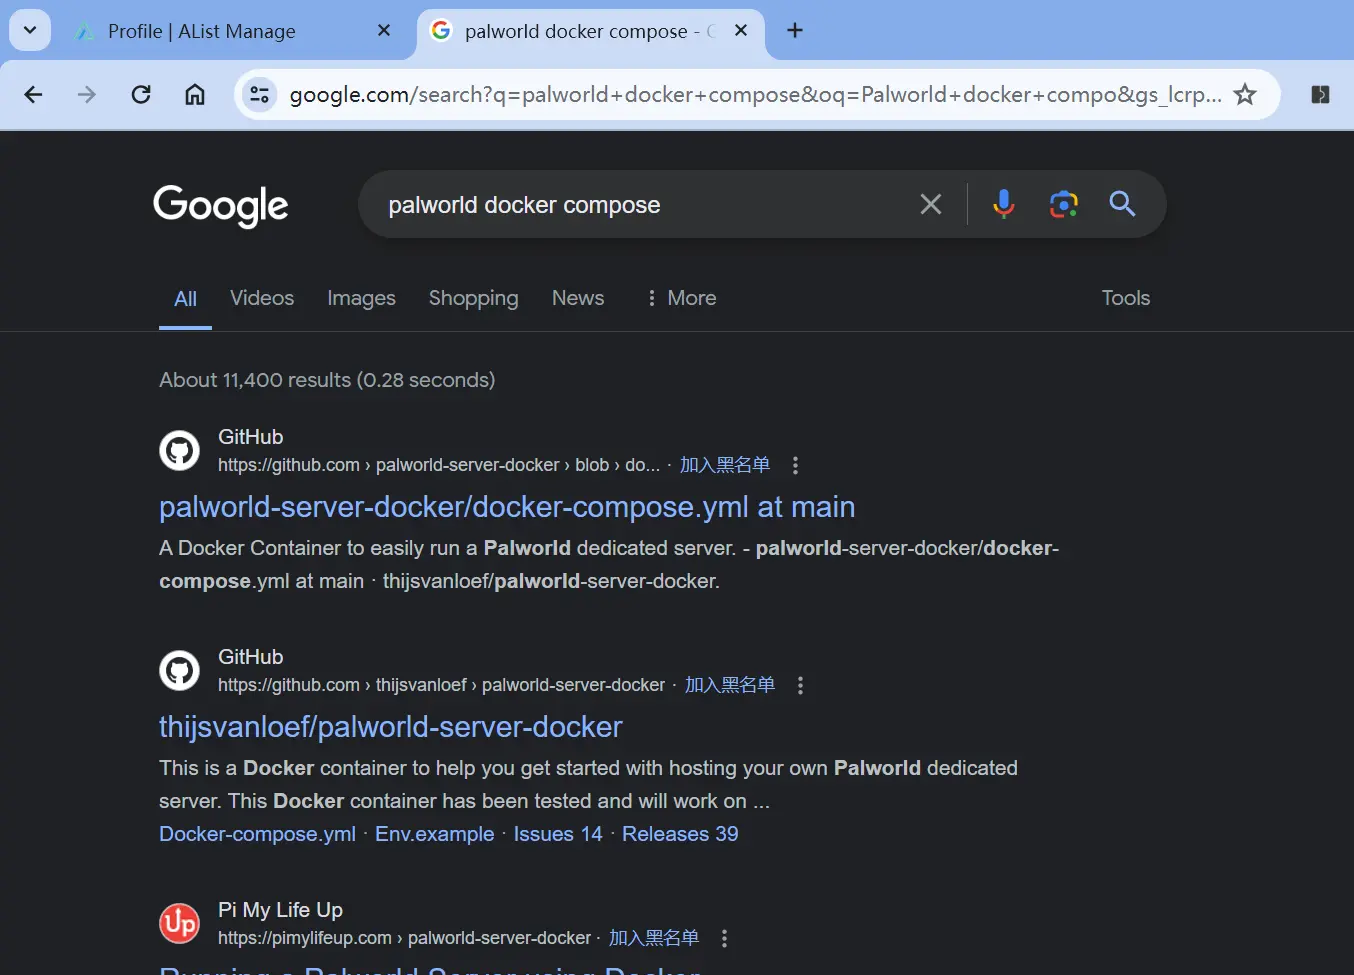 Profile | AList Manage
palworld docker compose -
google.com/search?q=palworld+docker+compose&oq=Palworld+docker+compo&gs_lcrp...
Google
palworld docker compose
All
Videos
Images
Shopping
News
More
Tools
About 11,400 results (0.28 seconds)
GitHub
https://github.com › palworld-server-docker › blob › do... · 加入黑名单
palworld-server-docker/docker-compose.yml at main
A Docker Container to easily run a Palworld dedicated server. - palworld-server-docker/docker-
compose.yml at main · thijsvanloef/palworld-server-docker.
GitHub
https://github.com › thijsvanloef › palworld-server-docker · 加入黑名单
thijsvanloef/palworld-server-docker
This is a Docker container to help you get started with hosting your own Palworld dedicated
server. This Docker container has been tested and will work on ...
Docker-compose.yml · Env.example · Issues 14 · Releases 39
Up
Pi My Life Up
https://pimylifeup.com › palworld-server-docker · 加入黑名单
Running a Palworld Server using Docker